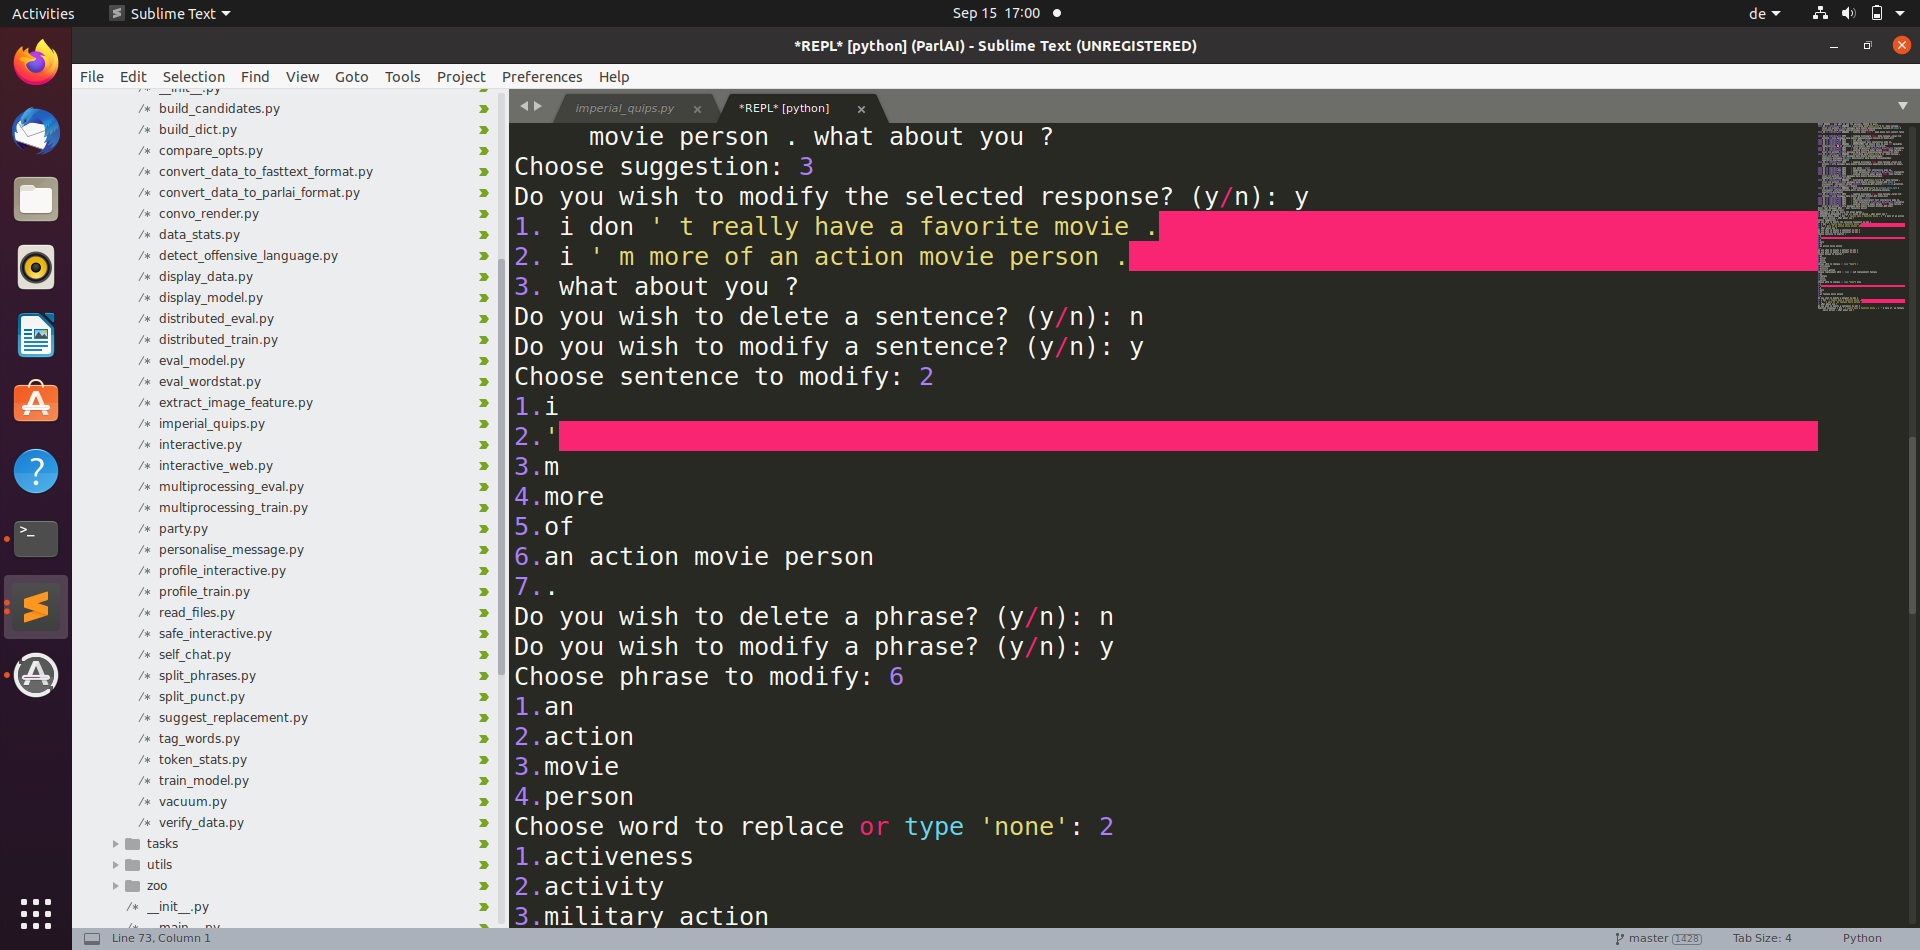 Activities Sublime Text Sep 15 17:00 de
*REPL* [python] (ParlAI) - Sublime Text (UNREGISTERED)
File Edit Selection Find View Goto Tools Project Preferences Help
__init__.py
build_candidates.py
build_dict.py
compare_opts.py
convert_data_to_fasttext_format.py
convert_data_to_parlai_format.py
convo_render.py
data_stats.py
detect_offensive_language.py
display_data.py
display_model.py
distributed_eval.py
distributed_train.py
eval_model.py
eval_wordstat.py
extract_image_feature.py
imperial_quips.py
interactive.py
interactive_web.py
multiprocessing_eval.py
multiprocessing_train.py
party.py
personalise_message.py
profile_interactive.py
profile_train.py
read_files.py
safe_interactive.py
self_chat.py
split_phrases.py
split_punct.py
suggest_replacement.py
tag_words.py
token_stats.py
train_model.py
vacuum.py
verify_data.py
tasks
utils
zoo
__init__.py
__main__.py
imperial_quips.py × *REPL* [python] ×
movie person . what about you ?
Choose suggestion: 3
Do you wish to modify the selected response? (y/n): y
1. i don ' t really have a favorite movie .
2. i ' m more of an action movie person .
3. what about you ?
Do you wish to delete a sentence? (y/n): n
Do you wish to modify a sentence? (y/n): y
Choose sentence to modify: 2
1.i
2.'
3.m
4.more
5.of
6.an action movie person
7..
Do you wish to delete a phrase? (y/n): n
Do you wish to modify a phrase? (y/n): y
Choose phrase to modify: 6
1.an
2.action
3.movie
4.person
Choose word to replace or type 'none': 2
1.activeness
2.activity
3.military action
Line 73, Column 1 master 1428 Tab Size: 4 Python